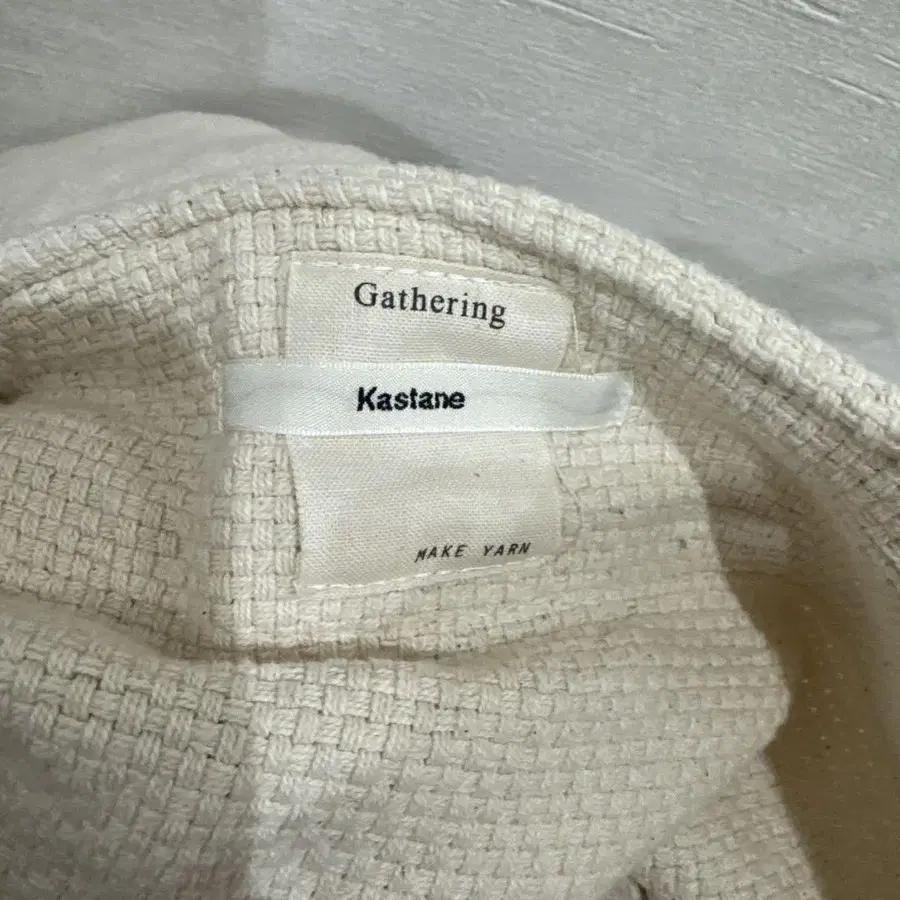 Gathering
Kastane
MAKE YARN